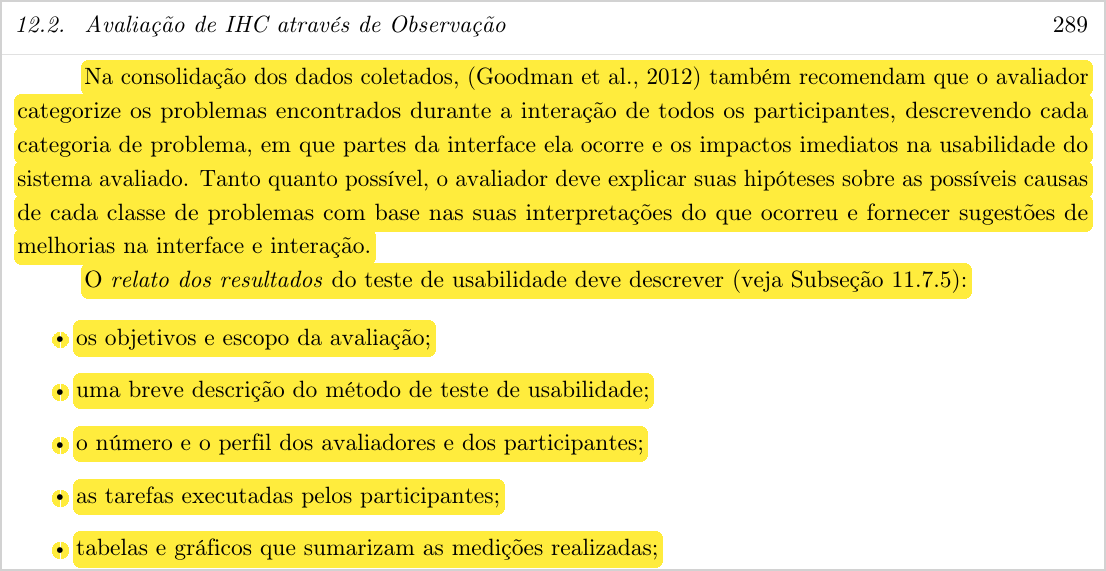 12.2. Avaliação de IHC através de Observação 289
Na consolidação dos dados coletados, (Goodman et al., 2012) também recomendam que o avaliador
categorize os problemas encontrados durante a interação de todos os participantes, descrevendo cada
categoria de problema, em que partes da interface ela ocorre e os impactos imediatos na usabilidade do
sistema avaliado. Tanto quanto possível, o avaliador deve explicar suas hipóteses sobre as possíveis causas
de cada classe de problemas com base nas suas interpretações do que ocorreu e fornecer sugestões de
melhorias na interface e interação.
O relato dos resultados do teste de usabilidade deve descrever (veja Subseção 11.7.5):
• os objetivos e escopo da avaliação;
• uma breve descrição do método de teste de usabilidade;
• o número e o perfil dos avaliadores e dos participantes;
• as tarefas executadas pelos participantes;
• tabelas e gráficos que sumarizam as medições realizadas;